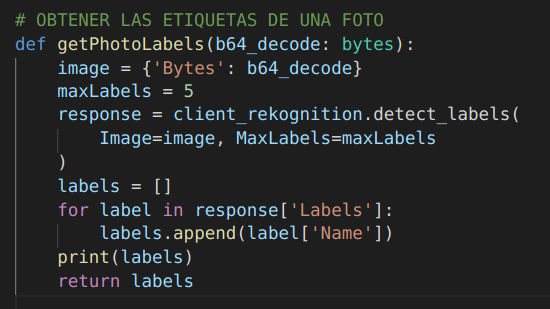 # OBTENER LAS ETIQUETAS DE UNA FOTO
def getPhotoLabels(b64_decode: bytes):
    image = {'Bytes': b64_decode}
    maxLabels = 5
    response = client_rekognition.detect_labels(
        Image=image, MaxLabels=maxLabels
    )
    labels = []
    for label in response['Labels']:
        labels.append(label['Name'])
    print(labels)
    return labels